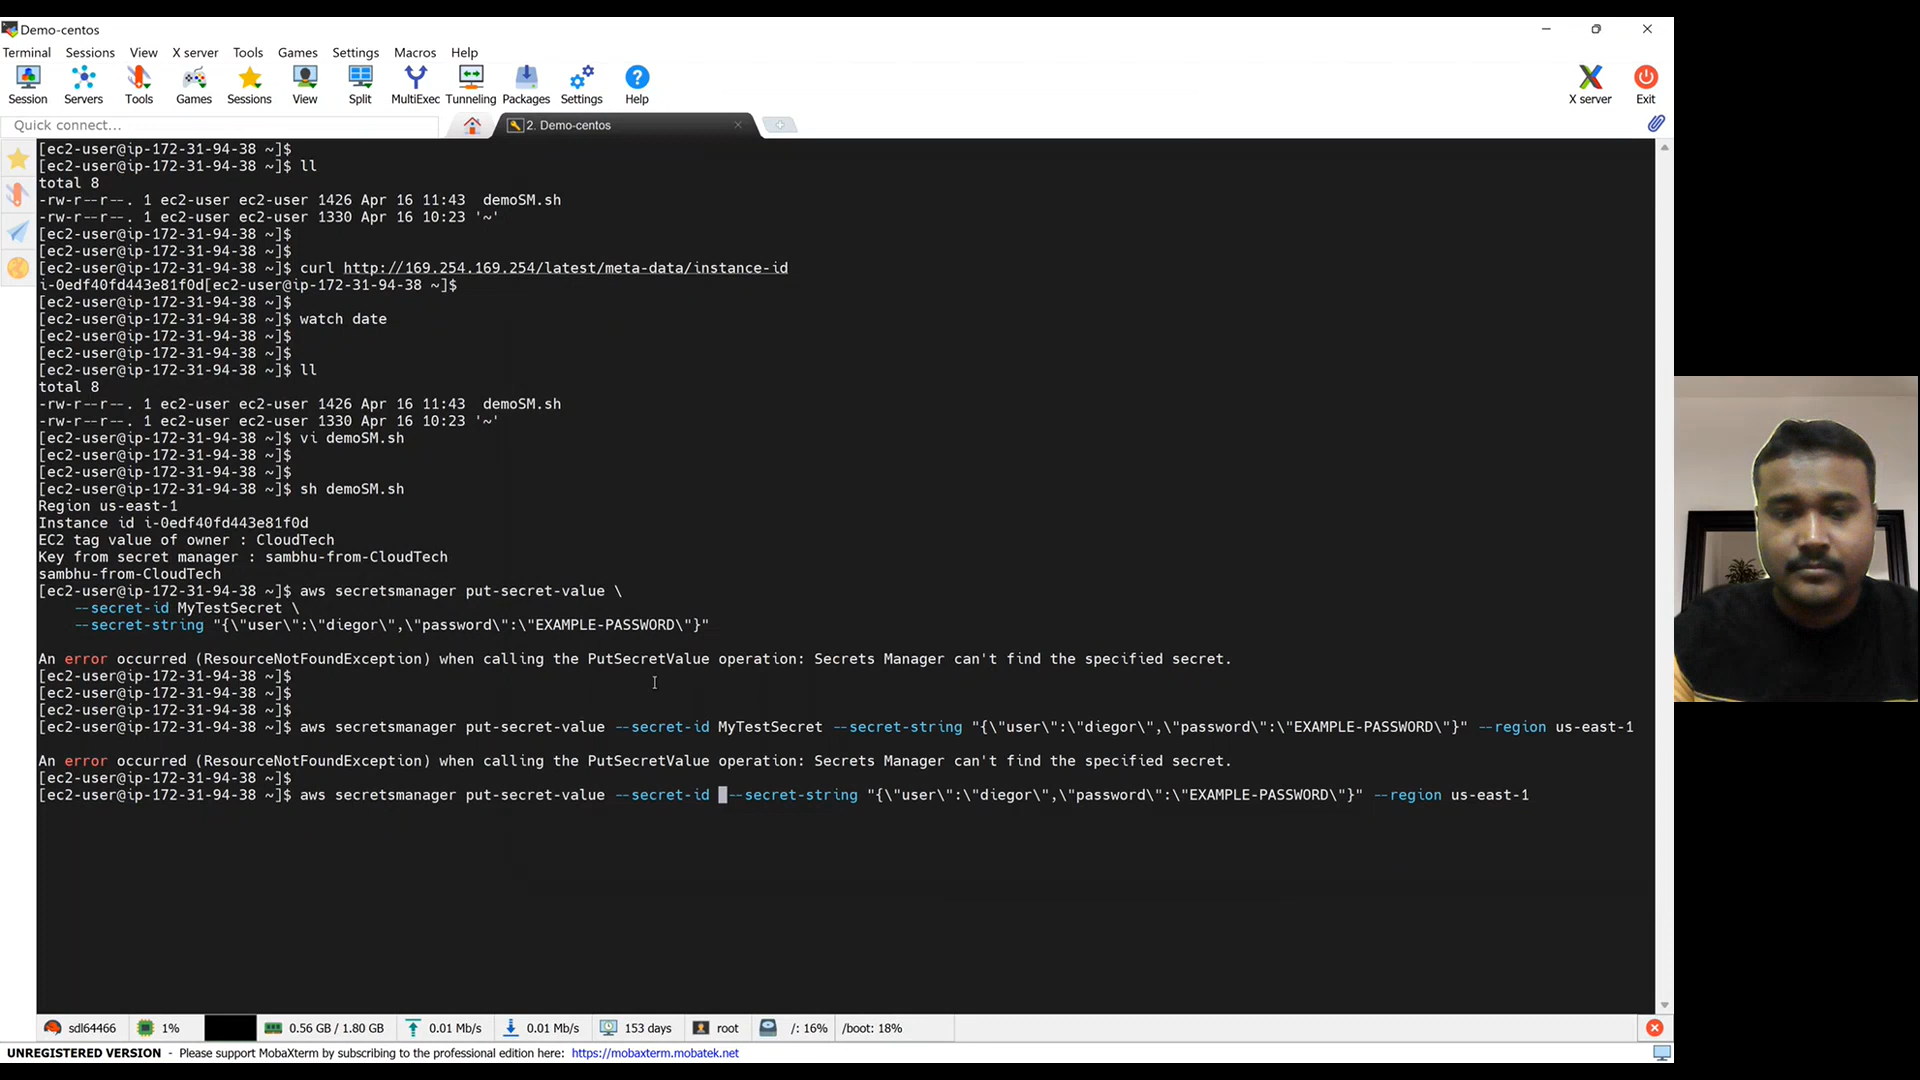 Demo-centos
Terminal Sessions View X server Tools Games Settings Macros Help
Session Servers Tools Games Sessions View Split MultiExec Tunneling Packages Settings Help X server Exit
Quick connect... 2. Demo-centos
[ec2-user@ip-172-31-94-38 ~]$
[ec2-user@ip-172-31-94-38 ~]$ ll
total 8
-rw-r--r--. 1 ec2-user ec2-user 1426 Apr 16 11:43  demoSM.sh
-rw-r--r--. 1 ec2-user ec2-user 1330 Apr 16 10:23 '~'
[ec2-user@ip-172-31-94-38 ~]$
[ec2-user@ip-172-31-94-38 ~]$
[ec2-user@ip-172-31-94-38 ~]$ curl http://169.254.169.254/latest/meta-data/instance-id
i-0edf40fd443e81f0d[ec2-user@ip-172-31-94-38 ~]$
[ec2-user@ip-172-31-94-38 ~]$
[ec2-user@ip-172-31-94-38 ~]$ watch date
[ec2-user@ip-172-31-94-38 ~]$
[ec2-user@ip-172-31-94-38 ~]$
[ec2-user@ip-172-31-94-38 ~]$ ll
total 8
-rw-r--r--. 1 ec2-user ec2-user 1426 Apr 16 11:43  demoSM.sh
-rw-r--r--. 1 ec2-user ec2-user 1330 Apr 16 10:23 '~'
[ec2-user@ip-172-31-94-38 ~]$ vi demoSM.sh
[ec2-user@ip-172-31-94-38 ~]$
[ec2-user@ip-172-31-94-38 ~]$
[ec2-user@ip-172-31-94-38 ~]$ sh demoSM.sh
Region us-east-1
Instance id i-0edf40fd443e81f0d
EC2 tag value of owner : CloudTech
Key from secret manager : sambhu-from-CloudTech
sambhu-from-CloudTech
[ec2-user@ip-172-31-94-38 ~]$ aws secretsmanager put-secret-value \
--secret-id MyTestSecret \
--secret-string "{\"user\":\"diegor\",\"password\":\"EXAMPLE-PASSWORD\"}"
An error occurred (ResourceNotFoundException) when calling the PutSecretValue operation: Secrets Manager can't find the specified secret.
[ec2-user@ip-172-31-94-38 ~]$
[ec2-user@ip-172-31-94-38 ~]$
[ec2-user@ip-172-31-94-38 ~]$
[ec2-user@ip-172-31-94-38 ~]$ aws secretsmanager put-secret-value --secret-id MyTestSecret --secret-string "{\"user\":\"diegor\",\"password\":\"EXAMPLE-PASSWORD\"}" --region us-east-1
An error occurred (ResourceNotFoundException) when calling the PutSecretValue operation: Secrets Manager can't find the specified secret.
[ec2-user@ip-172-31-94-38 ~]$
[ec2-user@ip-172-31-94-38 ~]$ aws secretsmanager put-secret-value --secret-id --secret-string "{\"user\":\"diegor\",\"password\":\"EXAMPLE-PASSWORD\"}" --region us-east-1
sdl64466 1% 0.56 GB / 1.80 GB 0.01 Mb/s 0.01 Mb/s 153 days root /: 16% /boot: 18%
UNREGISTERED VERSION - Please support MobaXterm by subscribing to the professional edition here: https://mobaxterm.mobatek.net